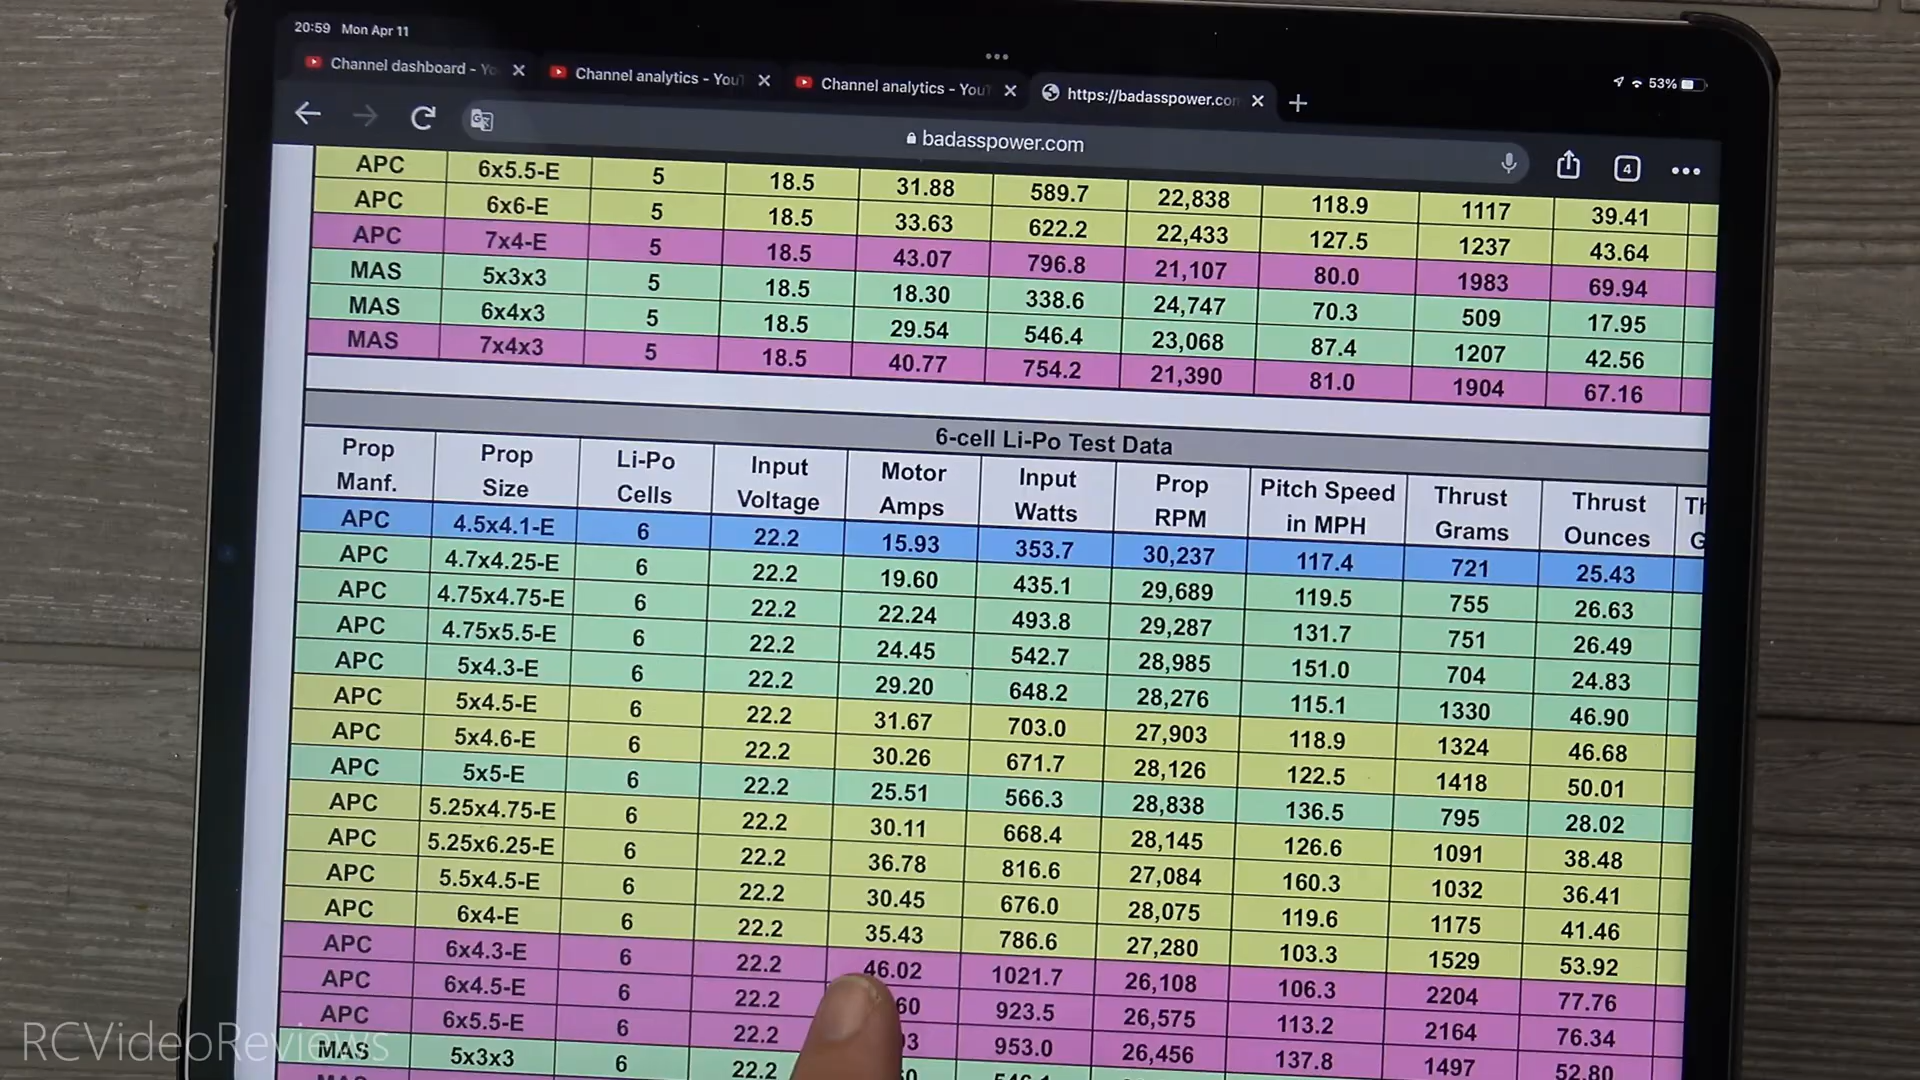 20:59 Mon Apr 11
53%
Channel dashboard - Yo
Channel analytics - YouT
Channel analytics - YouT
https://badasspower.com
badasspower.com
4
APC 6x5.5-E 5 18.5 31.88 589.7 22,838 118.9 1117 39.41
APC 6x6-E 5 18.5 33.63 622.2 22,433 127.5 1237 43.64
APC 7x4-E 5 18.5 43.07 796.8 21,107 80.0 1983 69.94
MAS 5x3x3 5 18.5 18.30 338.6 24,747 70.3 509 17.95
MAS 6x4x3 5 18.5 29.54 546.4 23,068 87.4 1207 42.56
MAS 7x4x3 5 18.5 40.77 754.2 21,390 81.0 1904 67.16
6-cell Li-Po Test Data
Prop Prop Li-Po Input Motor Input Prop Pitch Speed Thrust Thrust
Manf. Size Cells Voltage Amps Watts RPM in MPH Grams Ounces G
APC 4.5x4.1-E 6 22.2 15.93 353.7 30,237 117.4 721 25.43
APC 4.7x4.25-E 6 22.2 19.60 435.1 29,689 119.5 755 26.63
APC 4.75x4.75-E 6 22.2 22.24 493.8 29,287 131.7 751 26.49
APC 4.75x5.5-E 6 22.2 24.45 542.7 28,985 151.0 704 24.83
APC 5x4.3-E 6 22.2 29.20 648.2 28,276 115.1 1330 46.90
APC 5x4.5-E 6 22.2 31.67 703.0 27,903 118.9 1324 46.68
APC 5x4.6-E 6 22.2 30.26 671.7 28,126 122.5 1418 50.01
APC 5x5-E 6 22.2 25.51 566.3 28,838 136.5 795 28.02
APC 5.25x4.75-E 6 22.2 30.11 668.4 28,145 126.6 1091 38.48
APC 5.25x6.25-E 6 22.2 36.78 816.6 27,084 160.3 1032 36.41
APC 5.5x4.5-E 6 22.2 30.45 676.0 28,075 119.6 1175 41.46
APC 6x4-E 6 22.2 35.43 786.6 27,280 103.3 1529 53.92
APC 6x4.3-E 6 22.2 46.02 1021.7 26,108 106.3 2204 77.76
APC 6x4.5-E 6 22.2 60 923.5 26,575 113.2 2164 76.34
APC 6x5.5-E 6 22.2 3 953.0 26,456 137.8 1497 52.80
MAS 5x3x3 6 22.2
RCVideoReviews